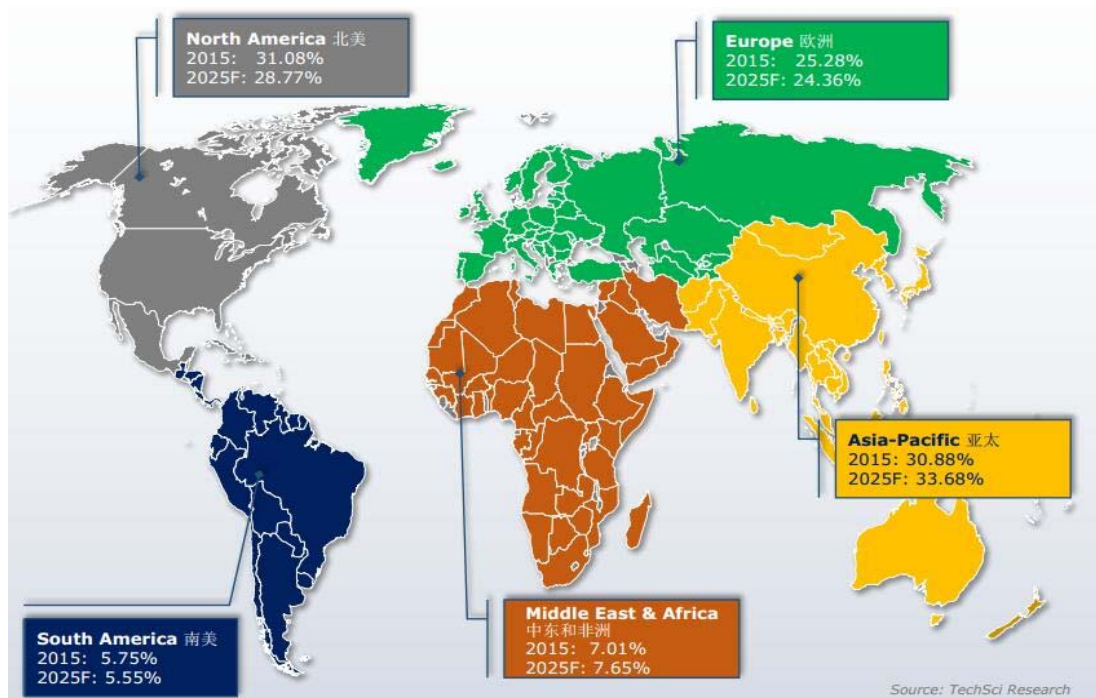 North America 北美
2015: 31.08%
2025F: 28.77%
Europe 欧洲
2015: 25.28%
2025F: 24.36%
Asia-Pacific 亚太
2015: 30.88%
2025F: 33.68%
South America 南美
2015: 5.75%
2025F: 5.55%
Middle East & Africa
中东和非洲
2015: 7.01%
2025F: 7.65%
Source: TechSci Research